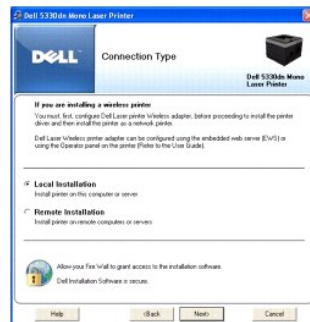 Dell 5330dn Mono Laser Printer
DELL
Connection Type
Dell 5330dn Mono
Laser Printer
If you are installing a wireless printer
You must, first, configure Dell Laser printer Wireless adapter, before proceeding to install the printer
driver and then install the printer as a network printer.
Dell Laser Wireless printer adapter can be configured using the embedded web server (EWS) or
using the Operator panel on the printer (Refer to the User Guide).
Local Installation
Install printer on this computer or server
Remote Installation
Install printer on remote computers or servers
Allow your Fire Wall to grant access to the installation software.
Dell Installation Software is secure.
Help
<Back
Next>
Cancel